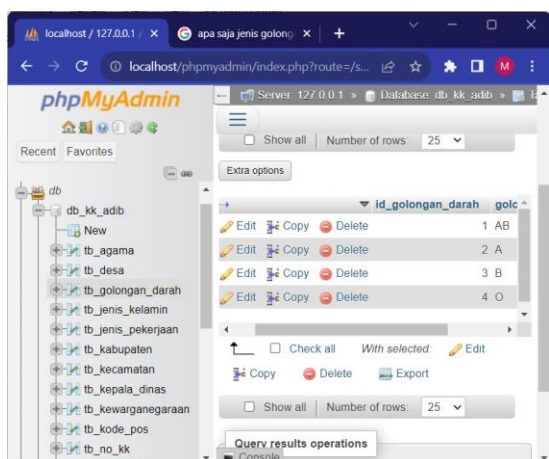 localhost / 127.0.0.1 /
apa saja jenis golong
localhost/phpmyadmin/index.php?route=/s...
M
phpMyAdmin
Recent Favorites
db
db_kk_adib
New
tb_agama
tb_desa
tb_golongan_darah
tb_jenis_kelamin
tb_jenis_pekerjaan
tb_kabupaten
tb_kecamatan
tb_kepala_dinas
tb_kewarganegaraan
tb_kode_pos
tb_no_kk
Server: 127.0.0.1 » Database: db_kk_adib »
Show all Number of rows: 25
Extra options
id_golongan_darah golc
Edit Copy Delete 1 AB
Edit Copy Delete 2 A
Edit Copy Delete 3 B
Edit Copy Delete 4 O
Check all With selected: Edit
Copy Delete Export
Show all Number of rows: 25
Query results operations
Console